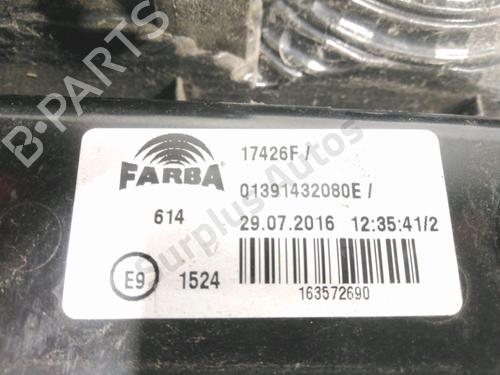 B-PARTS
Surplus Autos
FARBA
17426F /
01391432080E /
614
29.07.2016 12:35:41/2
E9 1524
163572690